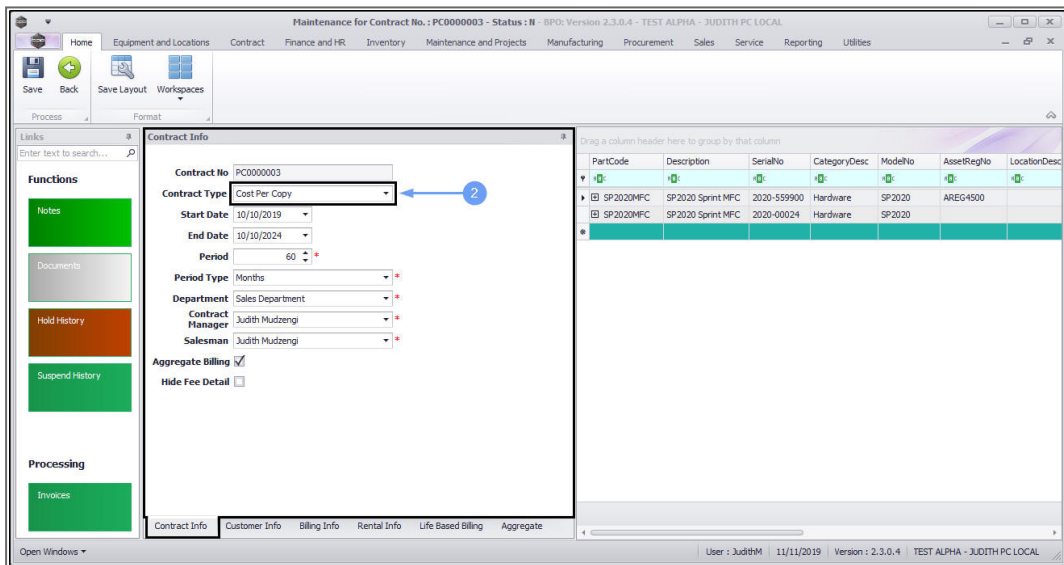 Maintenance for Contract No. : PC0000003 - Status : N - BPO: Version 2.3.0.4 - TEST ALPHA - JUDITH PC LOCAL
Home Equipment and Locations Contract Finance and HR Inventory Maintenance and Projects Manufacturing Procurement Sales Service Reporting Utilities
Save Back Save Layout Workspaces
Process Format
Links
Enter text to search...
Functions
Notes
Documents
Hold History
Suspend History
Processing
Invoices
Contract Info
Contract No PC0000003
Contract Type Cost Per Copy
2
Start Date 10/10/2019
End Date 10/10/2024
Period 60 *
Period Type Months *
Department Sales Department *
Contract Manager Judith Mudzengi *
Salesman Judith Mudzengi *
Aggregate Billing
Hide Fee Detail
Contract Info Customer Info Billing Info Rental Info Life Based Billing Aggregate
Drag a column header here to group by that column
PartCode Description SerialNo CategoryDesc ModelNo AssetRegNo LocationDesc
SP2020MFC SP2020 Sprint MFC 2020-559900 Hardware SP2020 AREG4500
SP2020MFC SP2020 Sprint MFC 2020-00024 Hardware SP2020
Open Windows
User : JudithM 11/11/2019 Version : 2.3.0.4 TEST ALPHA - JUDITH PC LOCAL